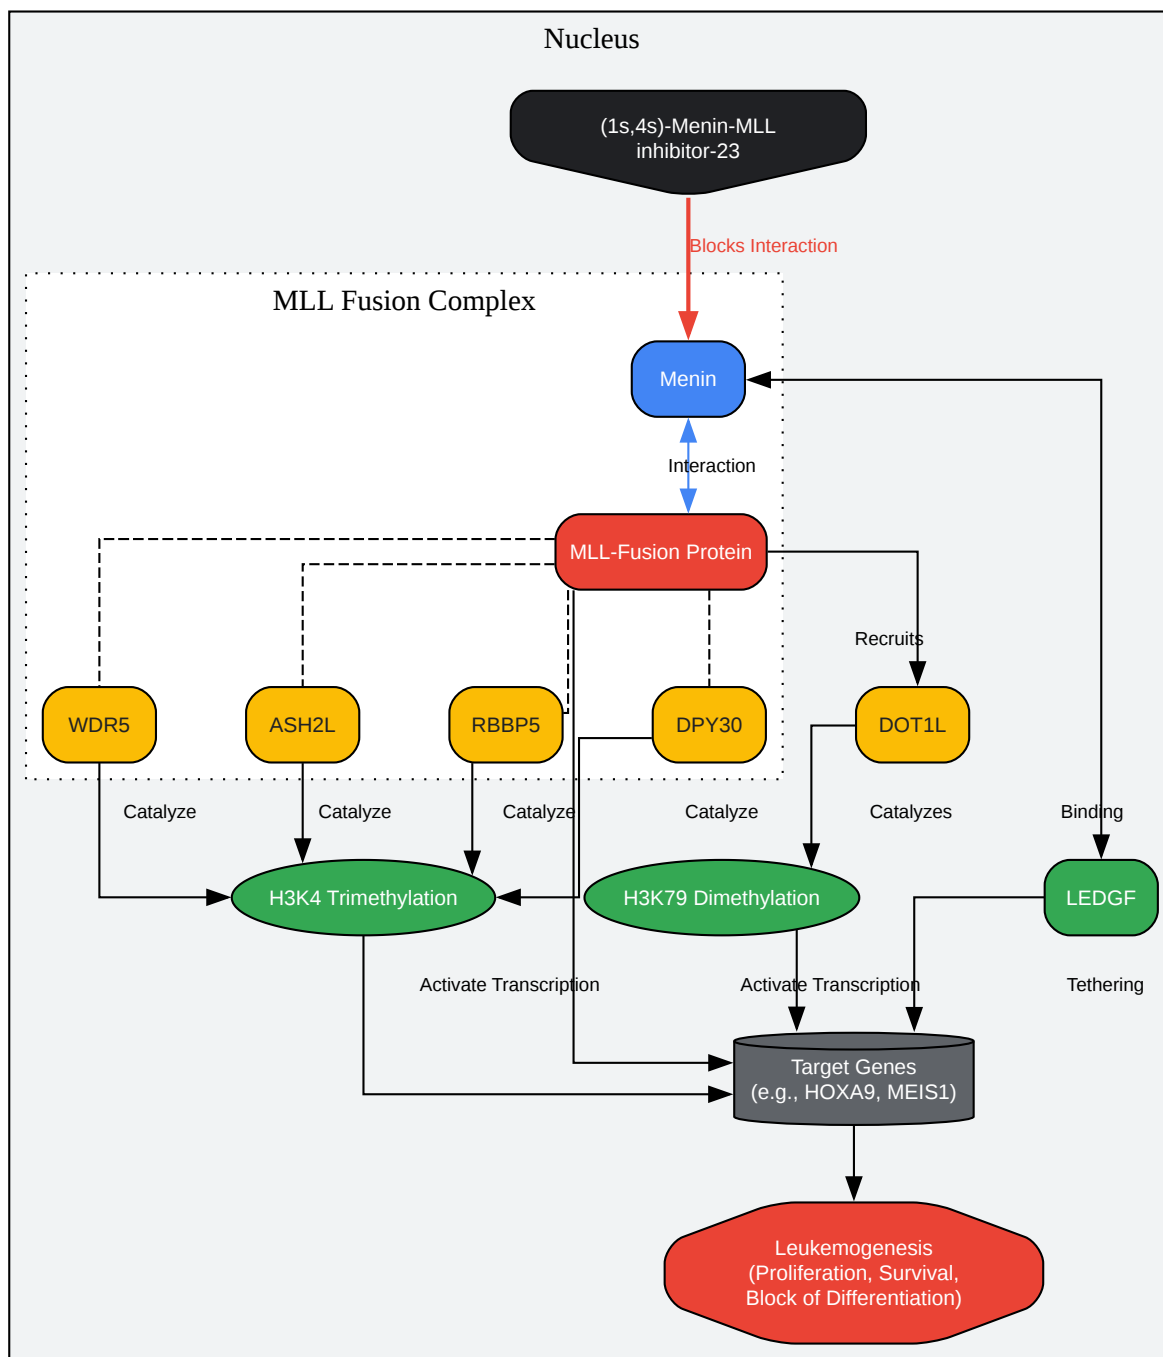 Nucleus
(1s,4s)-Menin-MLL
inhibitor-23
Blocks Interaction
MLL Fusion Complex
Menin
Interaction
MLL-Fusion Protein
Recruits
WDR5
ASH2L
RBBP5
DPY30
DOT1L
Catalyze
Catalyze
Catalyze
Catalyze
Catalyzes
Binding
H3K4 Trimethylation
H3K79 Dimethylation
LEDGF
Activate Transcription
Activate Transcription
Tethering
Target Genes
(e.g., HOXA9, MEIS1)
Leukemogenesis
(Proliferation, Survival,
Block of Differentiation)